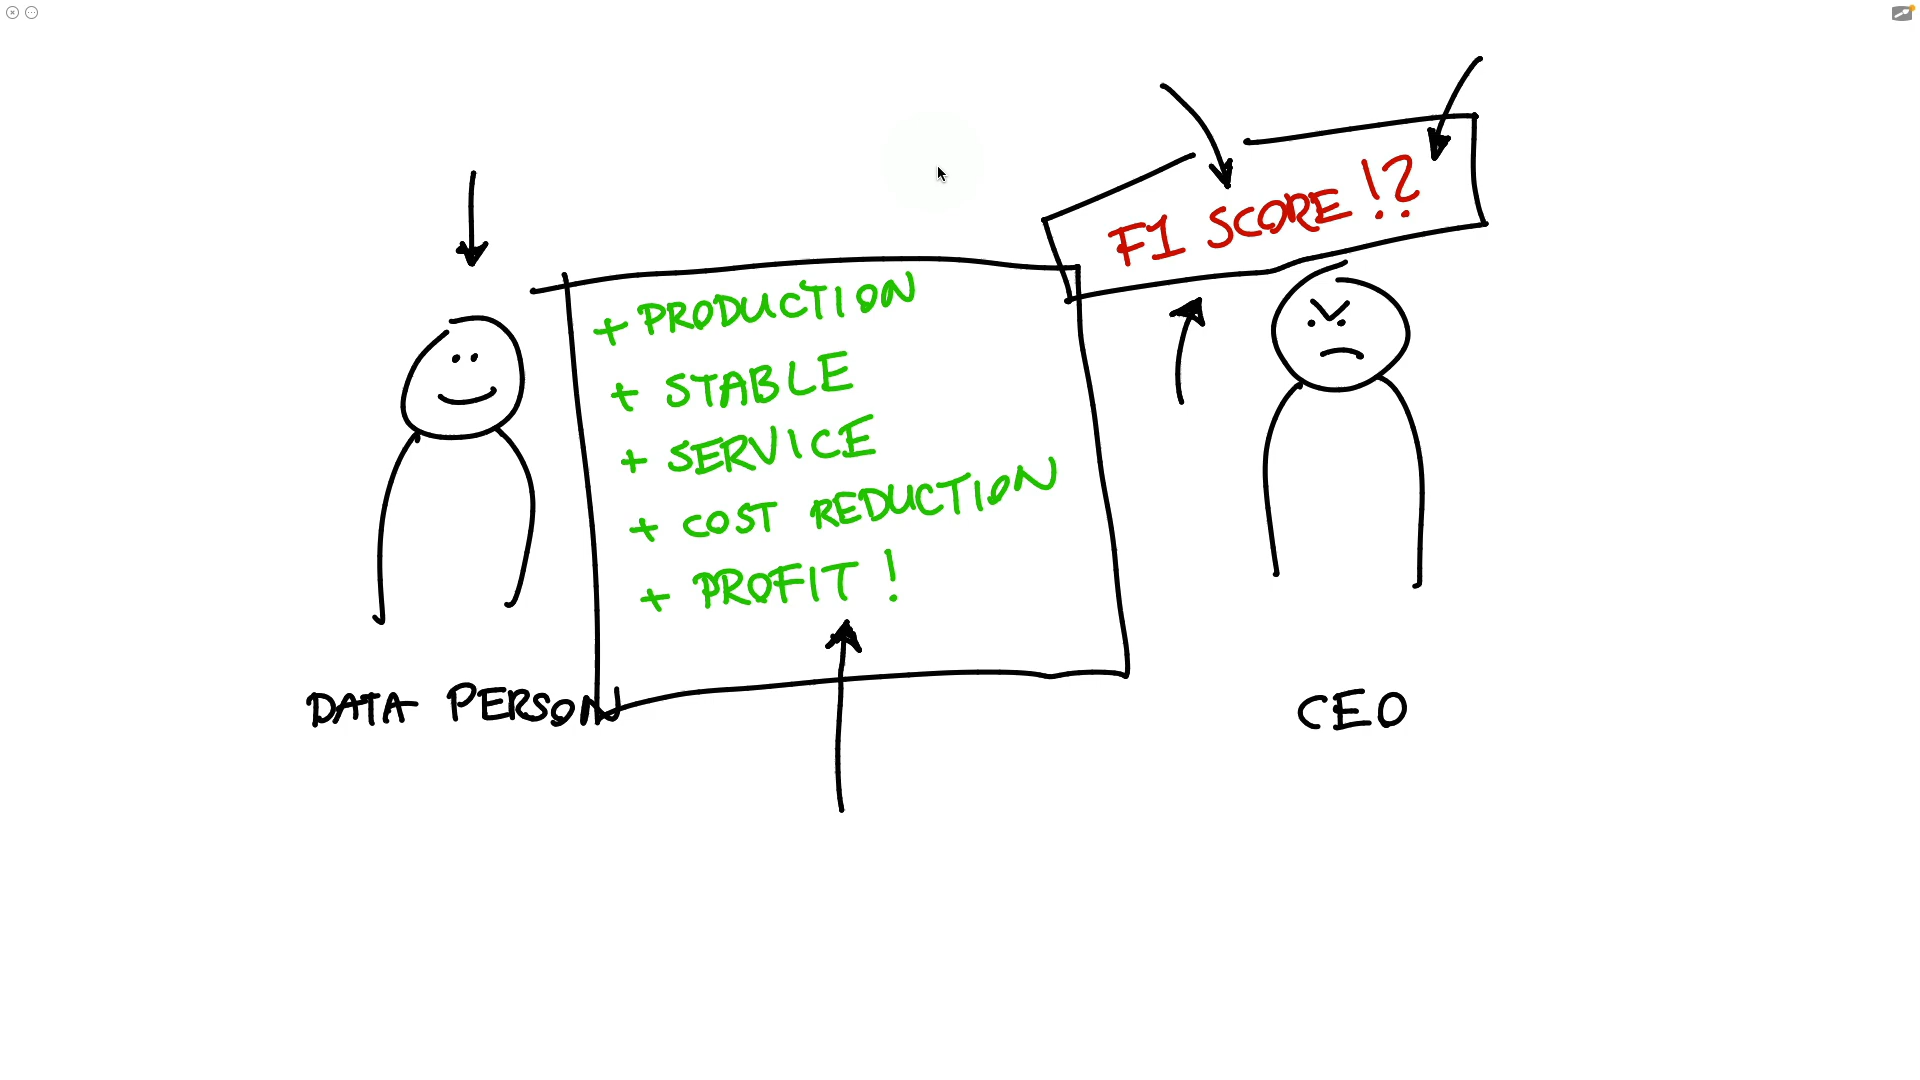 F1 SCORE!?
+ PRODUCTION
+ STABLE
+ SERVICE
+ COST REDUCTION
+ PROFIT!
DATA PERSON
CEO